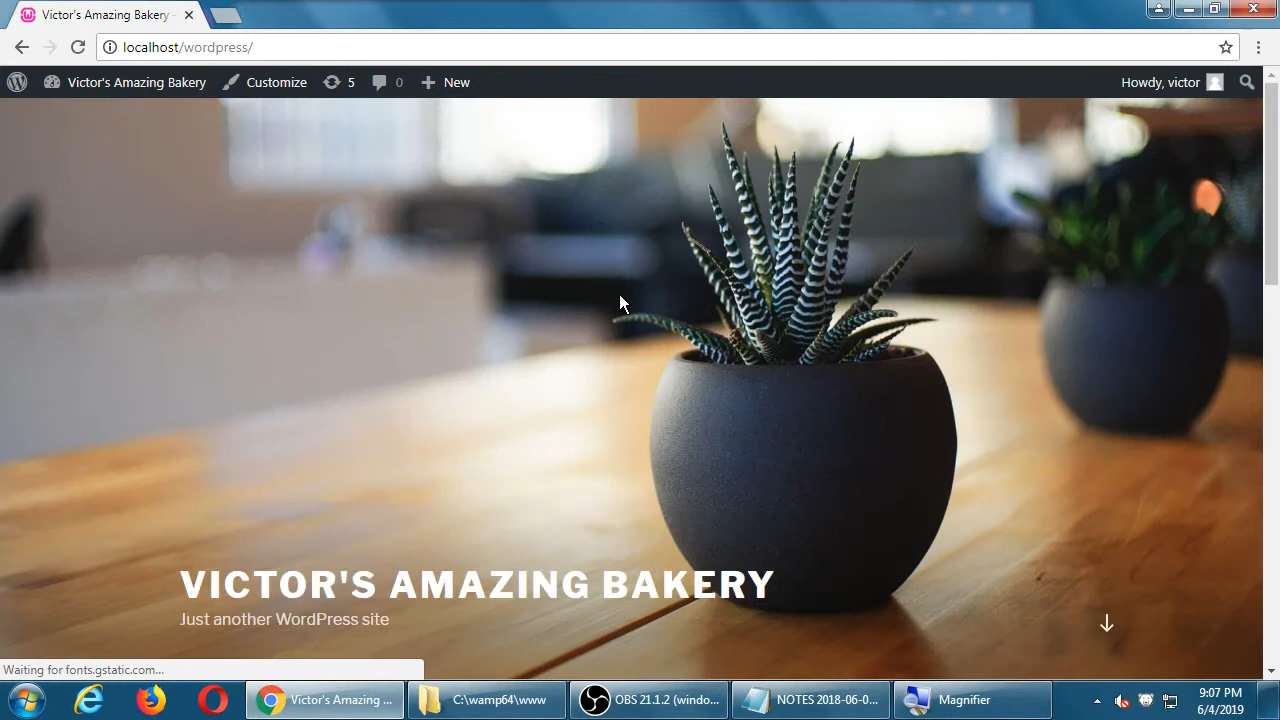 Victor's Amazing Bakery -
localhost/wordpress/
Victor's Amazing Bakery Customize 5 0 New Howdy, victor
VICTOR'S AMAZING BAKERY
Just another WordPress site
Waiting for fonts.gstatic.com...
Victor's Amazing ... C:\wamp64\www OBS 21.1.2 (windo... NOTES 2018-06-0... Magnifier 9:07 PM
6/4/2019